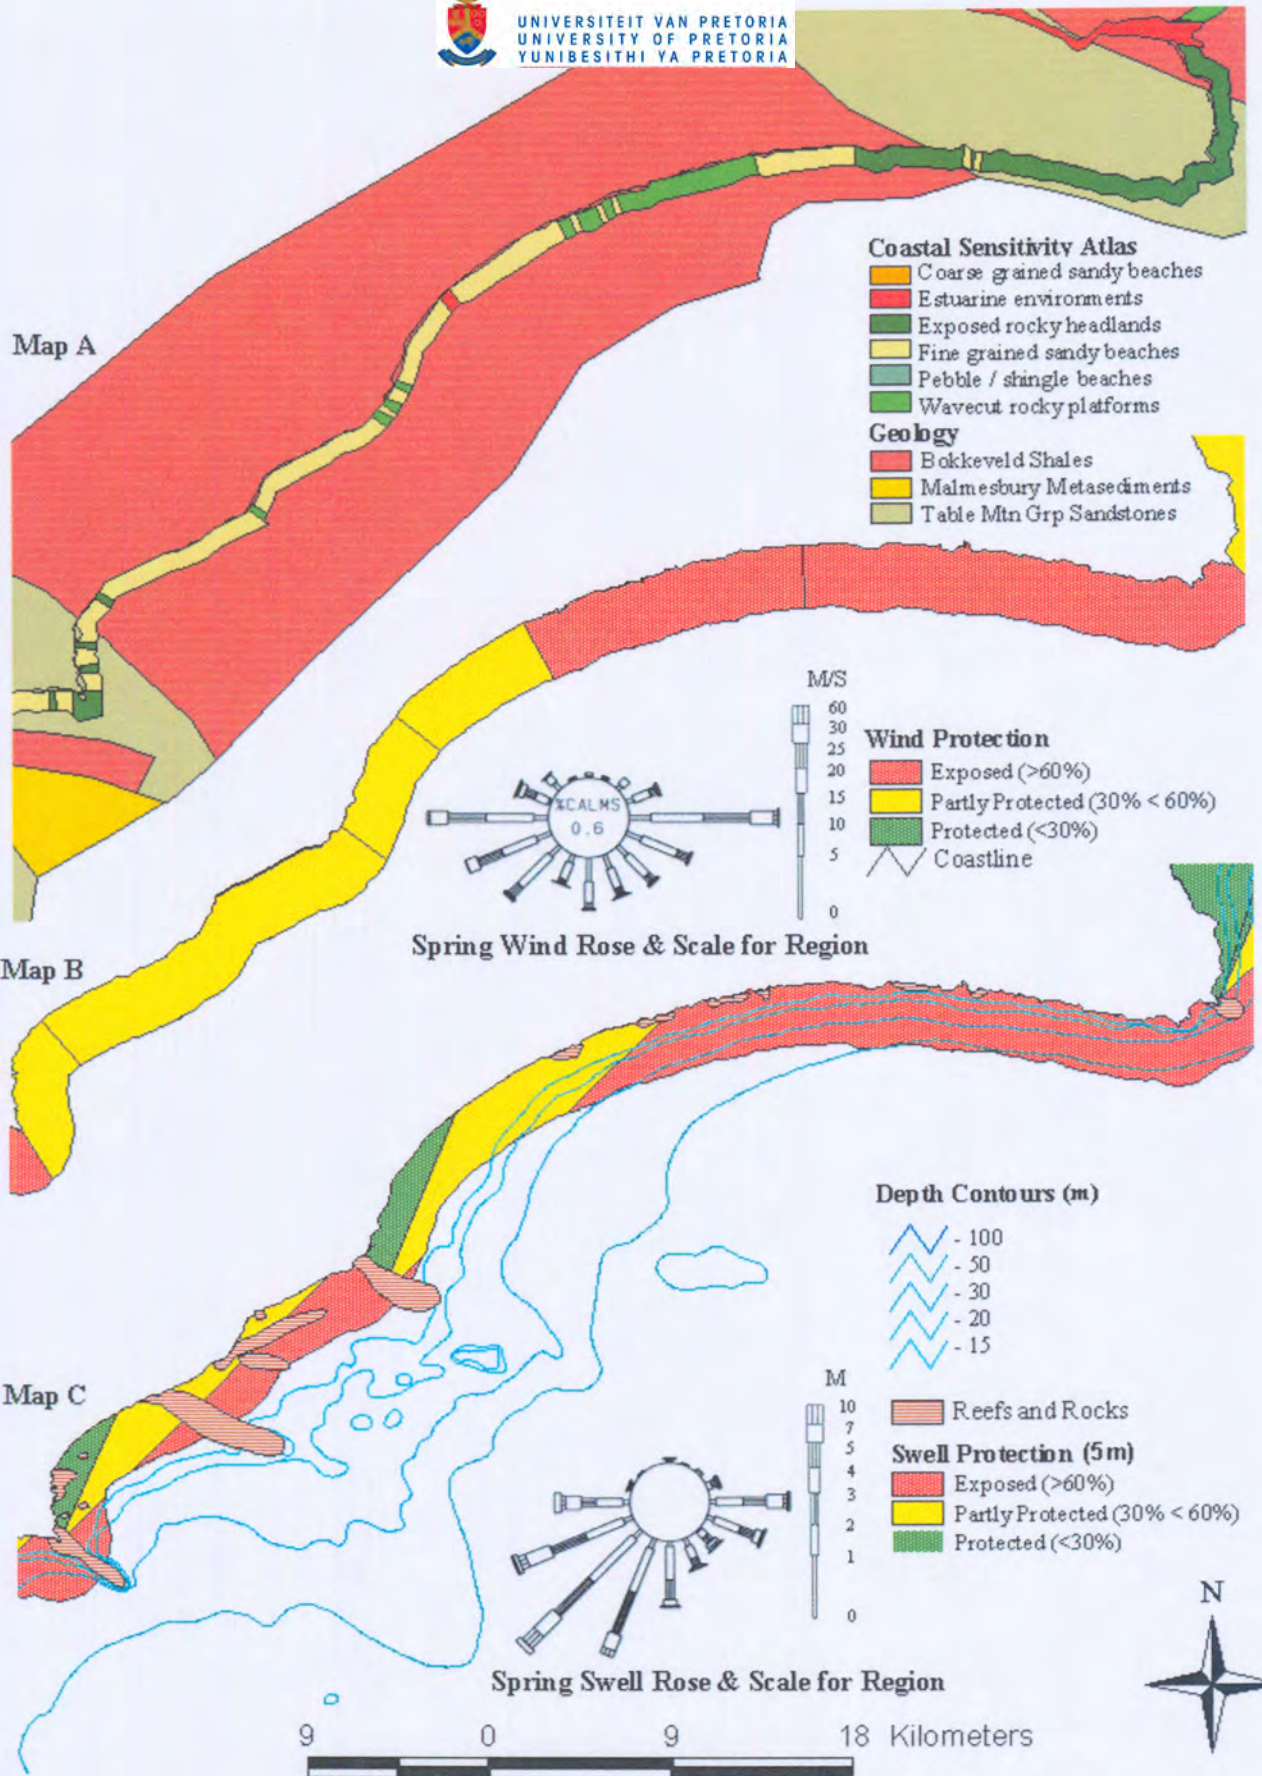 UNIVERSITEIT VAN PRETORIA
UNIVERSITY OF PRETORIA
YUNIBESITHI YA PRETORIA
Map A
Coastal Sensitivity Atlas
Coarse grained sandy beaches
Estuarine environments
Exposed rocky headlands
Fine grained sandy beaches
Pebble / shingle beaches
Wavecut rocky platforms
Geology
Bokkeveld Shales
Malmesbury Metasediments
Table Mtn Grp Sandstones
Map B
M/S
60
30
25
20
15
10
5
0
%CALMS
0.6
Spring Wind Rose & Scale for Region
Wind Protection
Exposed (>60%)
Partly Protected (30% < 60%)
Protected (<30%)
Coastline
Map C
Depth Contours (m)
- 100
- 50
- 30
- 20
- 15
M
10
7
5
4
3
2
1
0
Reefs and Rocks
Swell Protection (5m)
Exposed (>60%)
Partly Protected (30% < 60%)
Protected (<30%)
Spring Swell Rose & Scale for Region
N
9 0 9 18 Kilometers